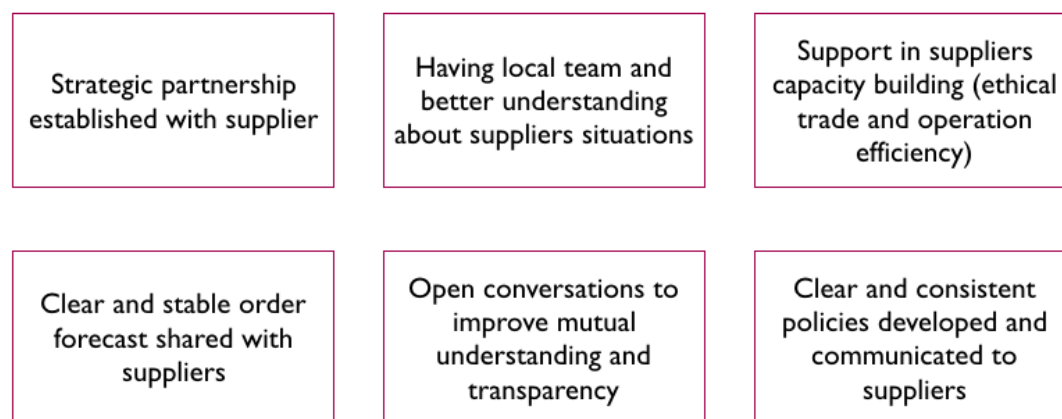 Strategic partnership
established with supplier
Having local team and
better understanding
about suppliers situations
Support in suppliers
capacity building (ethical
trade and operation
efficiency)
Clear and stable order
forecast shared with
suppliers
Open conversations to
improve mutual
understanding and
transparency
Clear and consistent
policies developed and
communicated to
suppliers